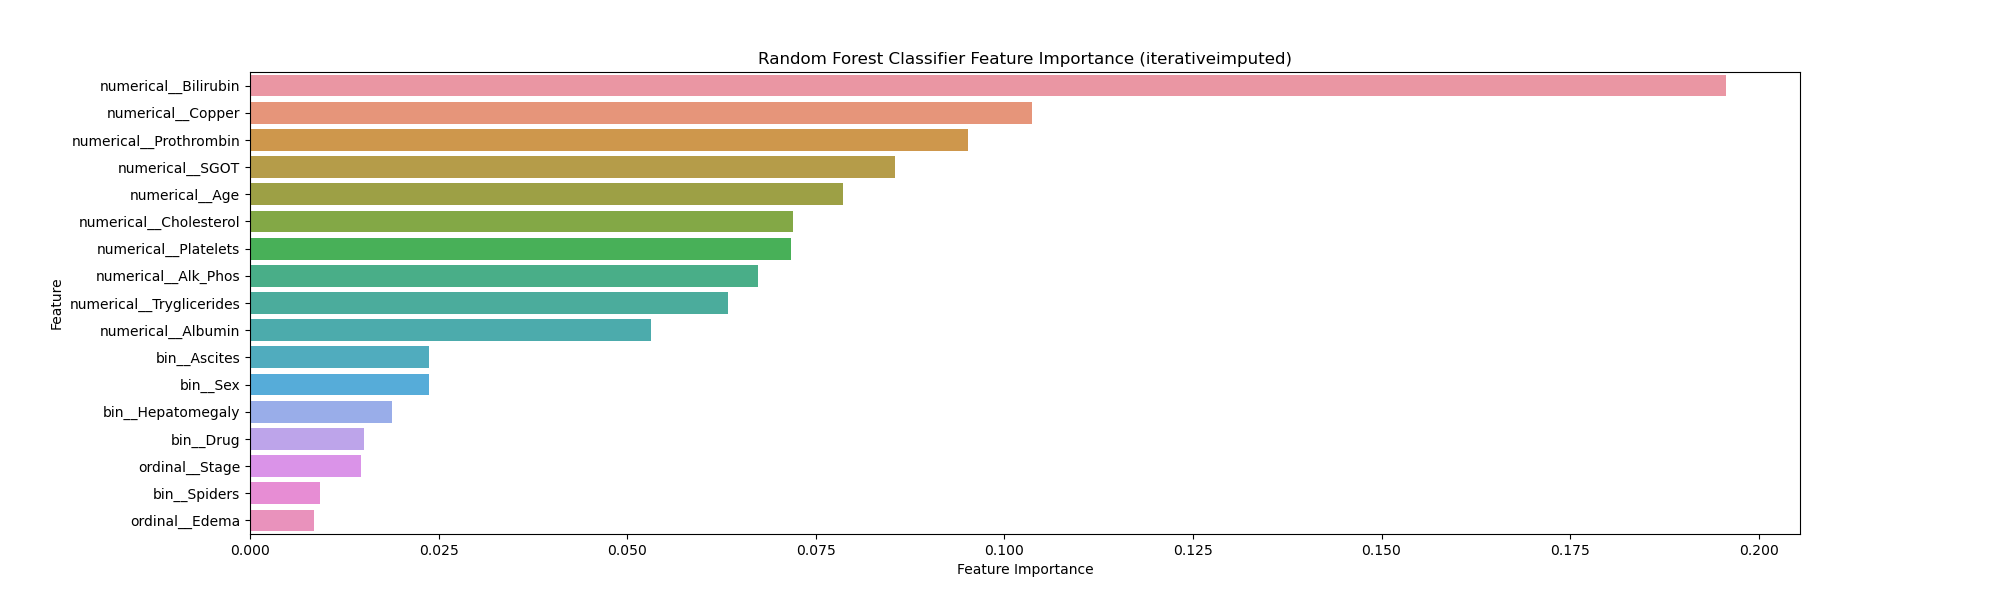 Random Forest Classifier Feature Importance (iterativeimputed)
Feature
numerical__Bilirubin
numerical__Copper
numerical__Prothrombin
numerical__SGOT
numerical__Age
numerical__Cholesterol
numerical__Platelets
numerical__Alk_Phos
numerical__Tryglicerides
numerical__Albumin
bin__Ascites
bin__Sex
bin__Hepatomegaly
bin__Drug
ordinal__Stage
bin__Spiders
ordinal__Edema
0.000 0.025 0.050 0.075 0.100 0.125 0.150 0.175 0.200
Feature Importance